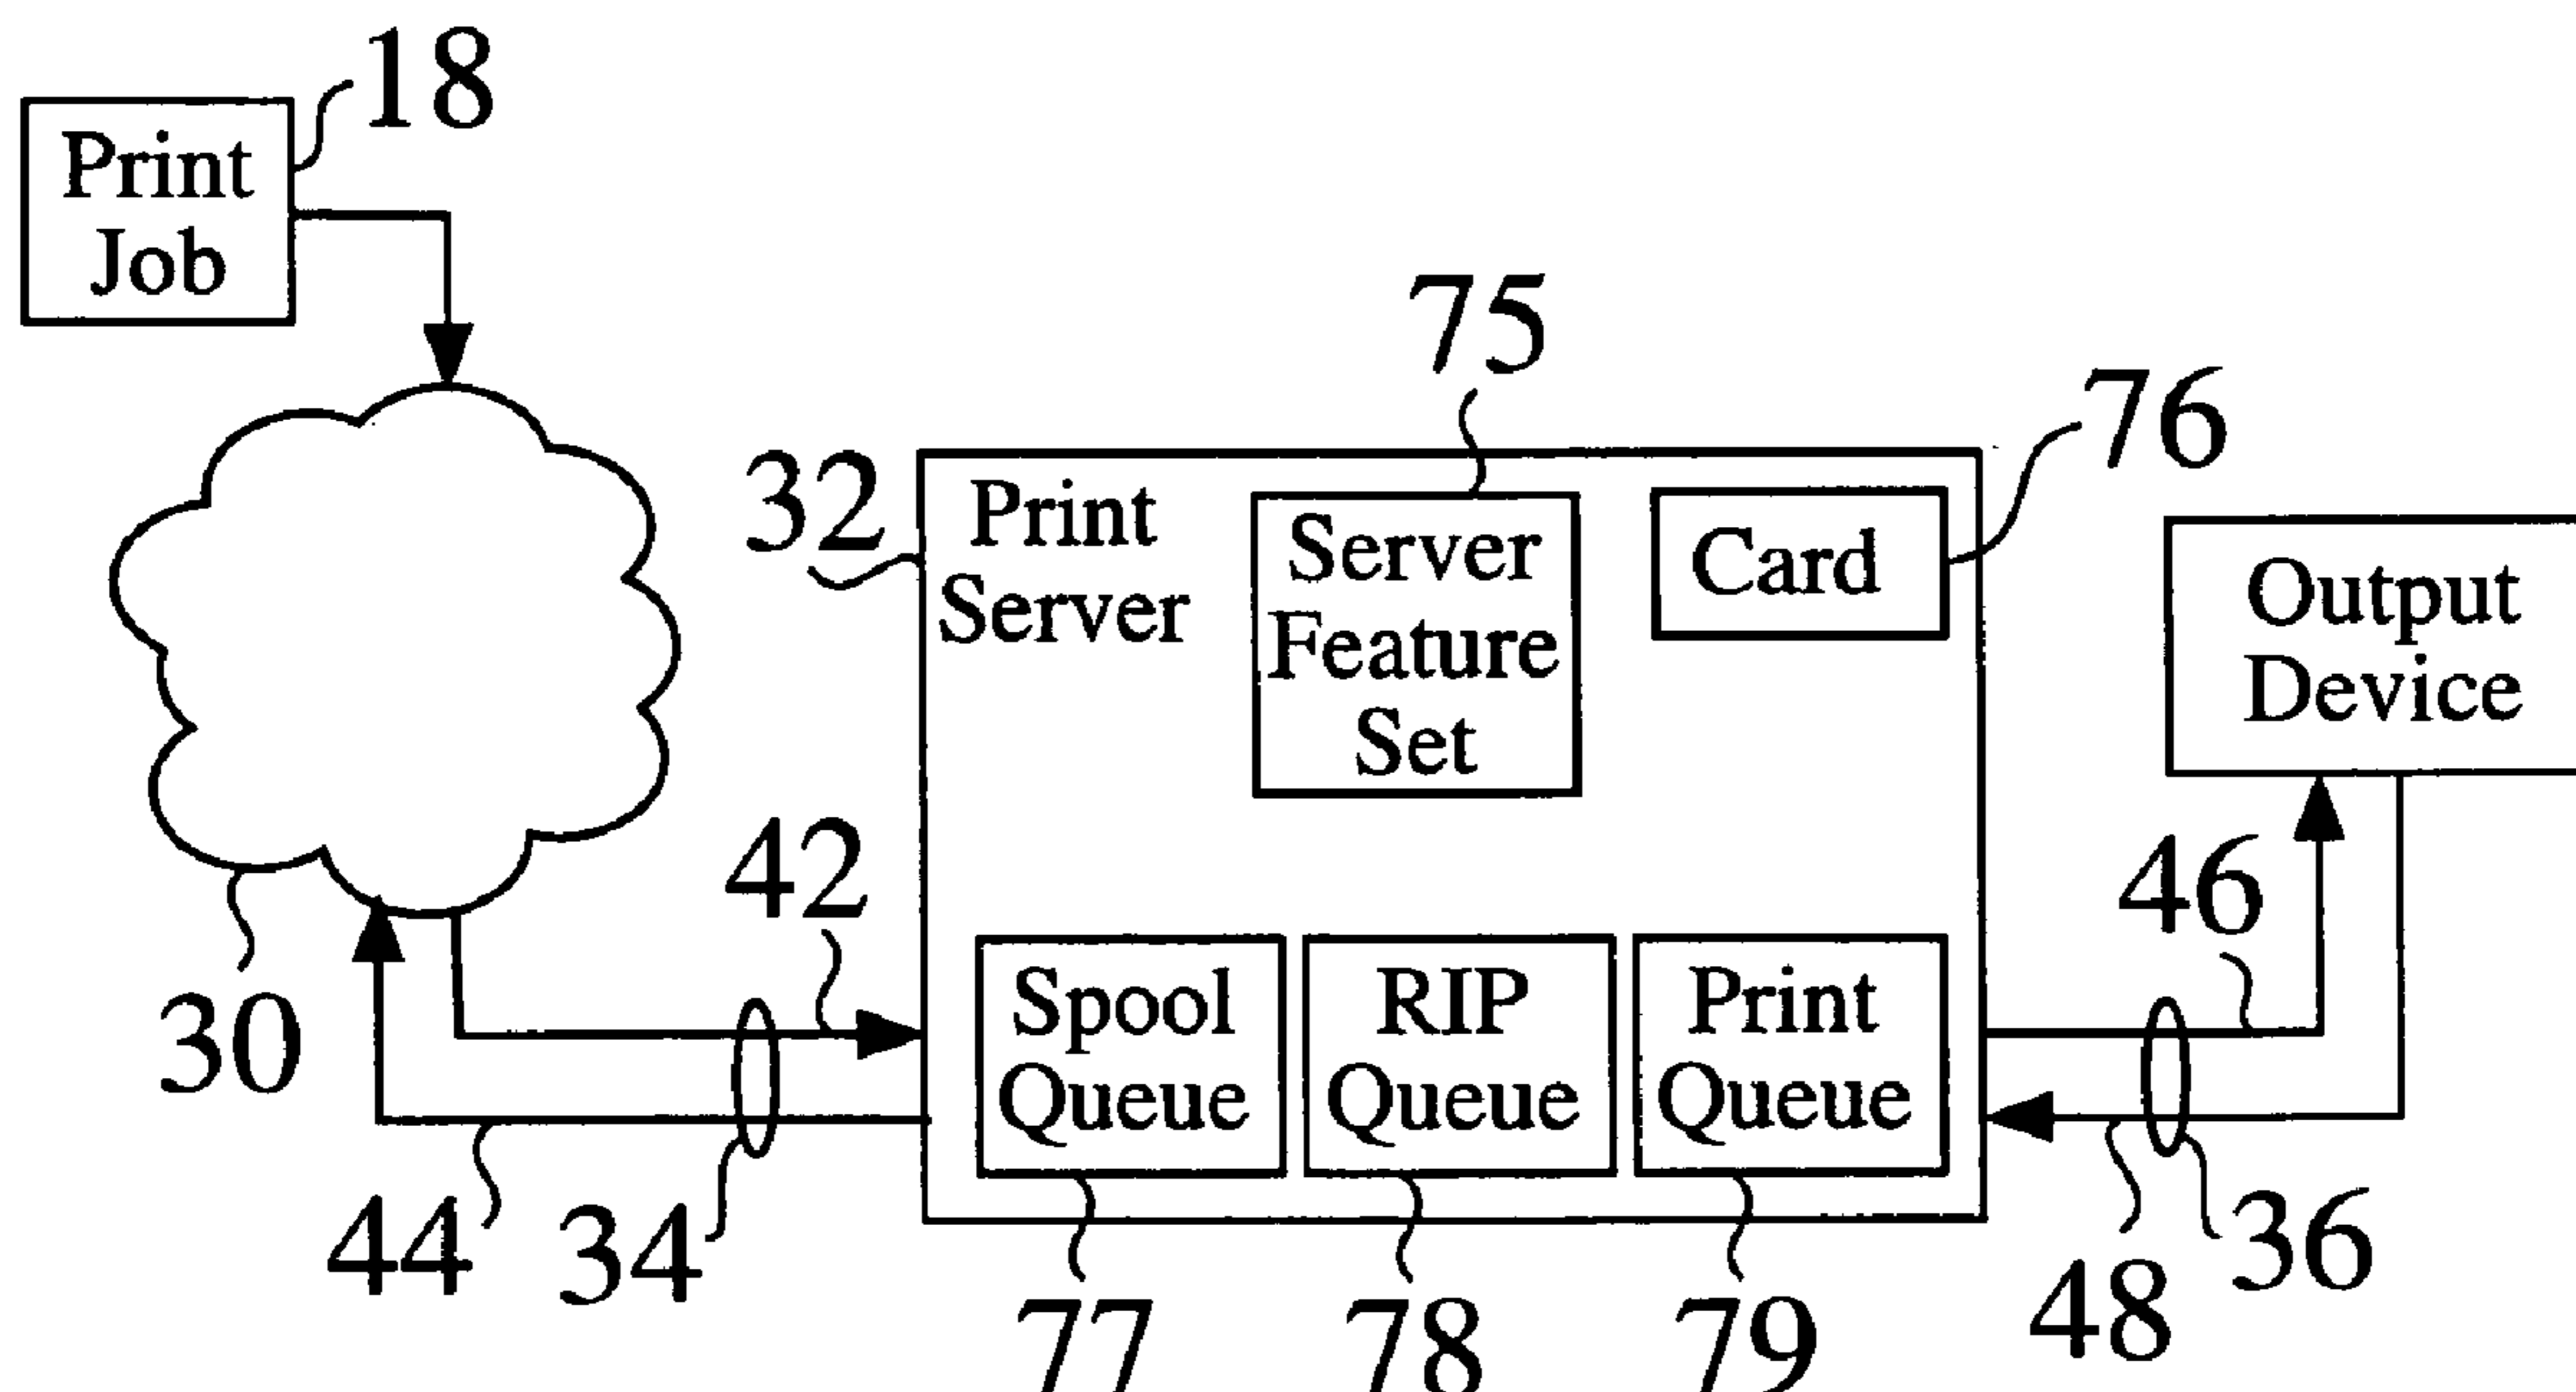 18
Print
Job
75
76
32
Print
Server
Server
Feature
Set
Card
Output
Device
42
46
30
Spool
Queue
RIP
Queue
Print
Queue
44
34
48
36
77
78
79